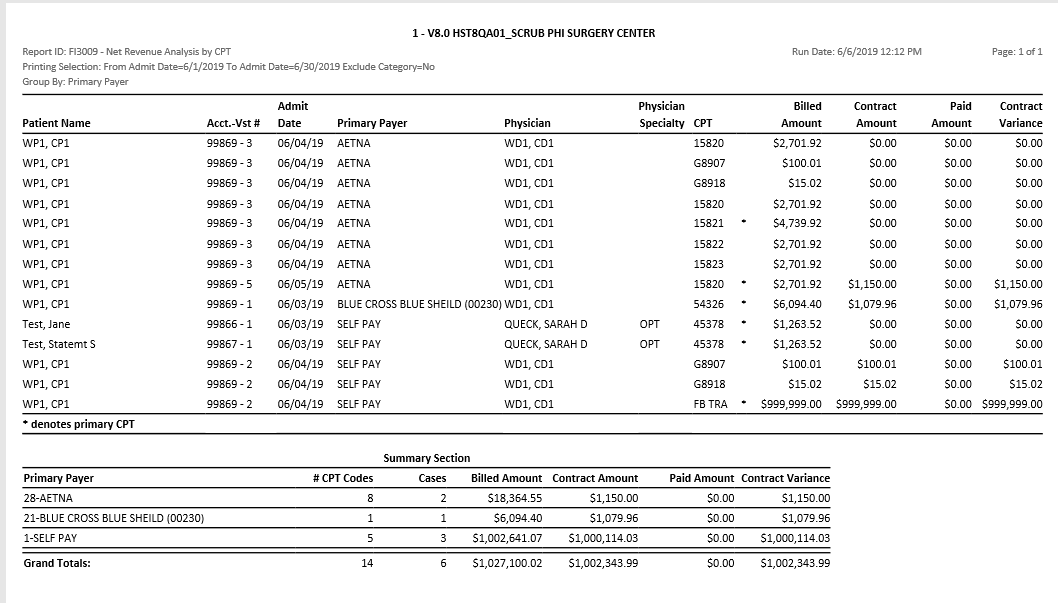 1 - V8.0 HST8QA01_SCRUB PHI SURGERY CENTER
Report ID: FI3009 - Net Revenue Analysis by CPT Run Date: 6/6/2019 12:12 PM Page: 1 of 1
Printing Selection: From Admit Date=6/1/2019 To Admit Date=6/30/2019 Exclude Category=No
Group By: Primary Payer
Admit Physician Billed Contract Paid Contract
Patient Name Acct.-Vst # Date Primary Payer Physician Specialty CPT Amount Amount Amount Variance
WP1, CP1 99869 - 3 06/04/19 AETNA WD1, CD1 15820 $2,701.92 $0.00 $0.00 $0.00
WP1, CP1 99869 - 3 06/04/19 AETNA WD1, CD1 G8907 $100.01 $0.00 $0.00 $0.00
WP1, CP1 99869 - 3 06/04/19 AETNA WD1, CD1 G8918 $15.02 $0.00 $0.00 $0.00
WP1, CP1 99869 - 3 06/04/19 AETNA WD1, CD1 15820 $2,701.92 $0.00 $0.00 $0.00
WP1, CP1 99869 - 3 06/04/19 AETNA WD1, CD1 15821 * $4,739.92 $0.00 $0.00 $0.00
WP1, CP1 99869 - 3 06/04/19 AETNA WD1, CD1 15822 $2,701.92 $0.00 $0.00 $0.00
WP1, CP1 99869 - 3 06/04/19 AETNA WD1, CD1 15823 $2,701.92 $0.00 $0.00 $0.00
WP1, CP1 99869 - 5 06/05/19 AETNA WD1, CD1 15820 * $2,701.92 $1,150.00 $0.00 $1,150.00
WP1, CP1 99869 - 1 06/03/19 BLUE CROSS BLUE SHEILD (00230) WD1, CD1 54326 * $6,094.40 $1,079.96 $0.00 $1,079.96
Test, Jane 99866 - 1 06/03/19 SELF PAY QUECK, SARAH D OPT 45378 * $1,263.52 $0.00 $0.00 $0.00
Test, Statemt S 99867 - 1 06/03/19 SELF PAY QUECK, SARAH D OPT 45378 * $1,263.52 $0.00 $0.00 $0.00
WP1, CP1 99869 - 2 06/04/19 SELF PAY WD1, CD1 G8907 $100.01 $100.01 $0.00 $100.01
WP1, CP1 99869 - 2 06/04/19 SELF PAY WD1, CD1 G8918 $15.02 $15.02 $0.00 $15.02
WP1, CP1 99869 - 2 06/04/19 SELF PAY WD1, CD1 FB TRA * $999,999.00 $999,999.00 $0.00 $999,999.00
* denotes primary CPT
Summary Section
Primary Payer # CPT Codes Cases Billed Amount Contract Amount Paid Amount Contract Variance
28-AETNA 8 2 $18,364.55 $1,150.00 $0.00 $1,150.00
21-BLUE CROSS BLUE SHEILD (00230) 1 1 $6,094.40 $1,079.96 $0.00 $1,079.96
1-SELF PAY 5 3 $1,002,641.07 $1,000,114.03 $0.00 $1,000,114.03
Grand Totals: 14 6 $1,027,100.02 $1,002,343.99 $0.00 $1,002,343.99